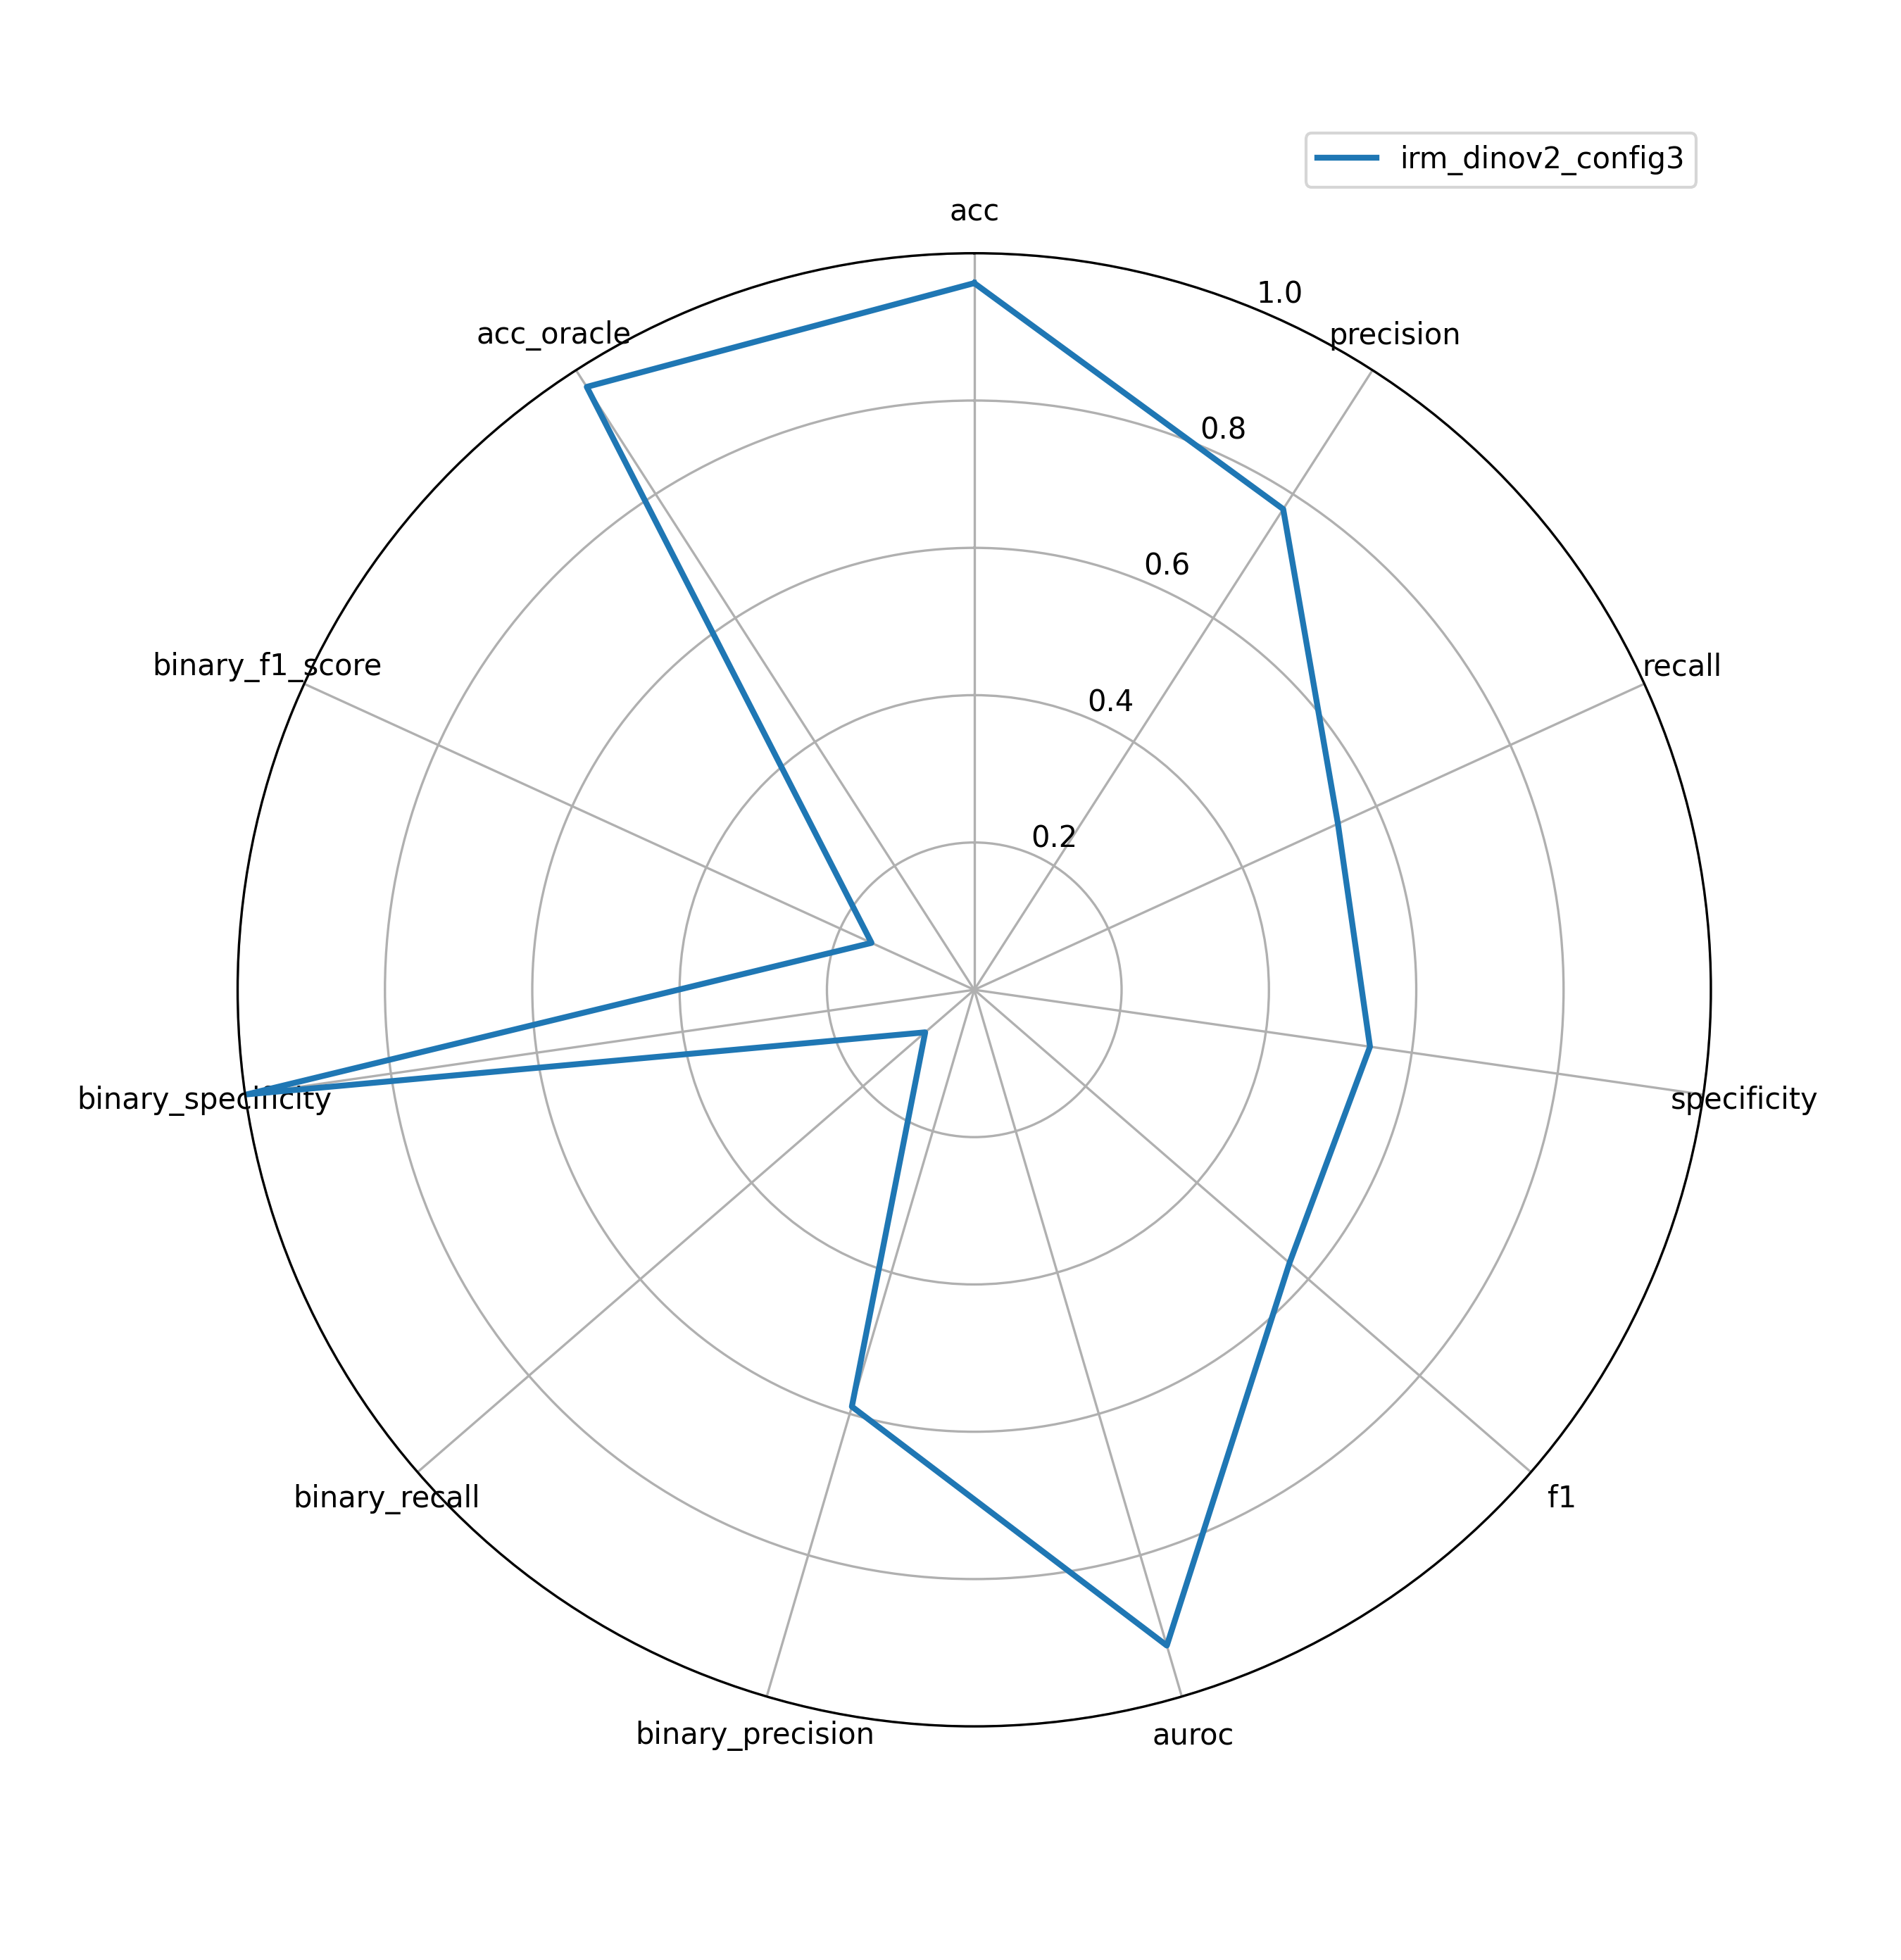 irm_dinov2_config3
acc
1.0
acc_oracle
precision
0.8
0.6
binary_f1_score
recall
0.4
0.2
binary_specificity
specificity
binary_recall
f1
binary_precision
auroc